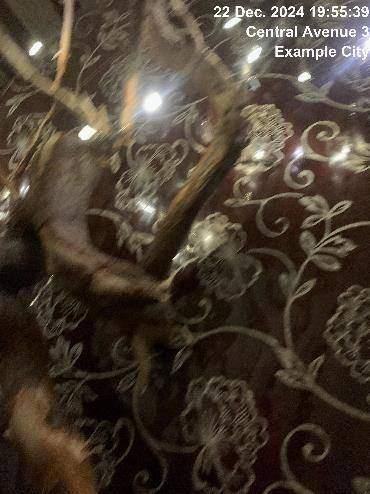 22 Dec. 2024 19:55:39
Central Avenue 3
Example City